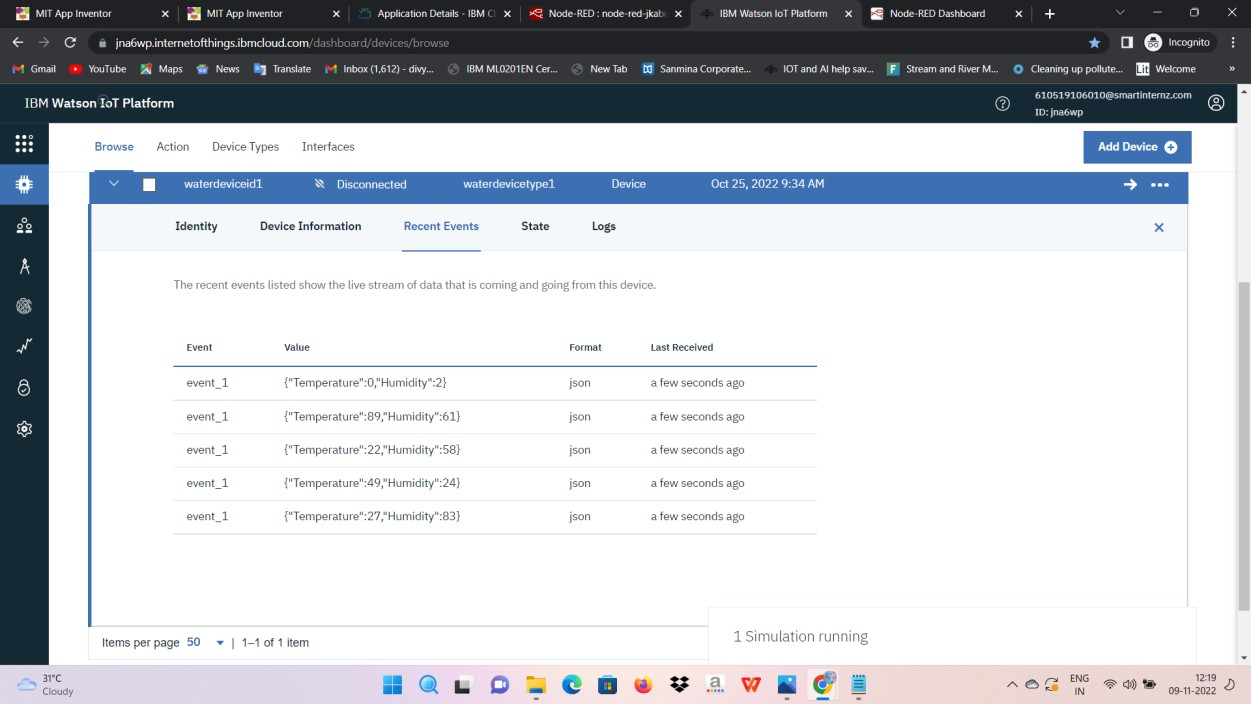 MIT App Inventor
MIT App Inventor
Application Details - IBM Cl
Node-RED : node-red-jkab
IBM Watson IoT Platform
Node-RED Dashboard
jna6wp.internetofthings.ibmcloud.com/dashboard/devices/browse
Incognito
Gmail
YouTube
Maps
News
Translate
Inbox (1,612) - divy...
IBM ML0201EN Cer...
New Tab
Sanmina Corporate...
IOT and AI help sav...
Stream and River M...
Cleaning up pollute...
Welcome
»
IBM Watson IoT Platform
610519106010@smartinternz.com
ID: jna6wp
Browse
Action
Device Types
Interfaces
Add Device
waterdeviceid1
Disconnected
waterdevicetype1
Device
Oct 25, 2022 9:34 AM
Identity
Device Information
Recent Events
State
Logs
The recent events listed show the live stream of data that is coming and going from this device.
Event Value Format Last Received
event_1 {"Temperature":0,"Humidity":2} json a few seconds ago
event_1 {"Temperature":89,"Humidity":61} json a few seconds ago
event_1 {"Temperature":22,"Humidity":58} json a few seconds ago
event_1 {"Temperature":49,"Humidity":24} json a few seconds ago
event_1 {"Temperature":27,"Humidity":83} json a few seconds ago
Items per page 50 | 1–1 of 1 item
1 Simulation running
31°C
Cloudy
ENG
IN
12:19
09-11-2022